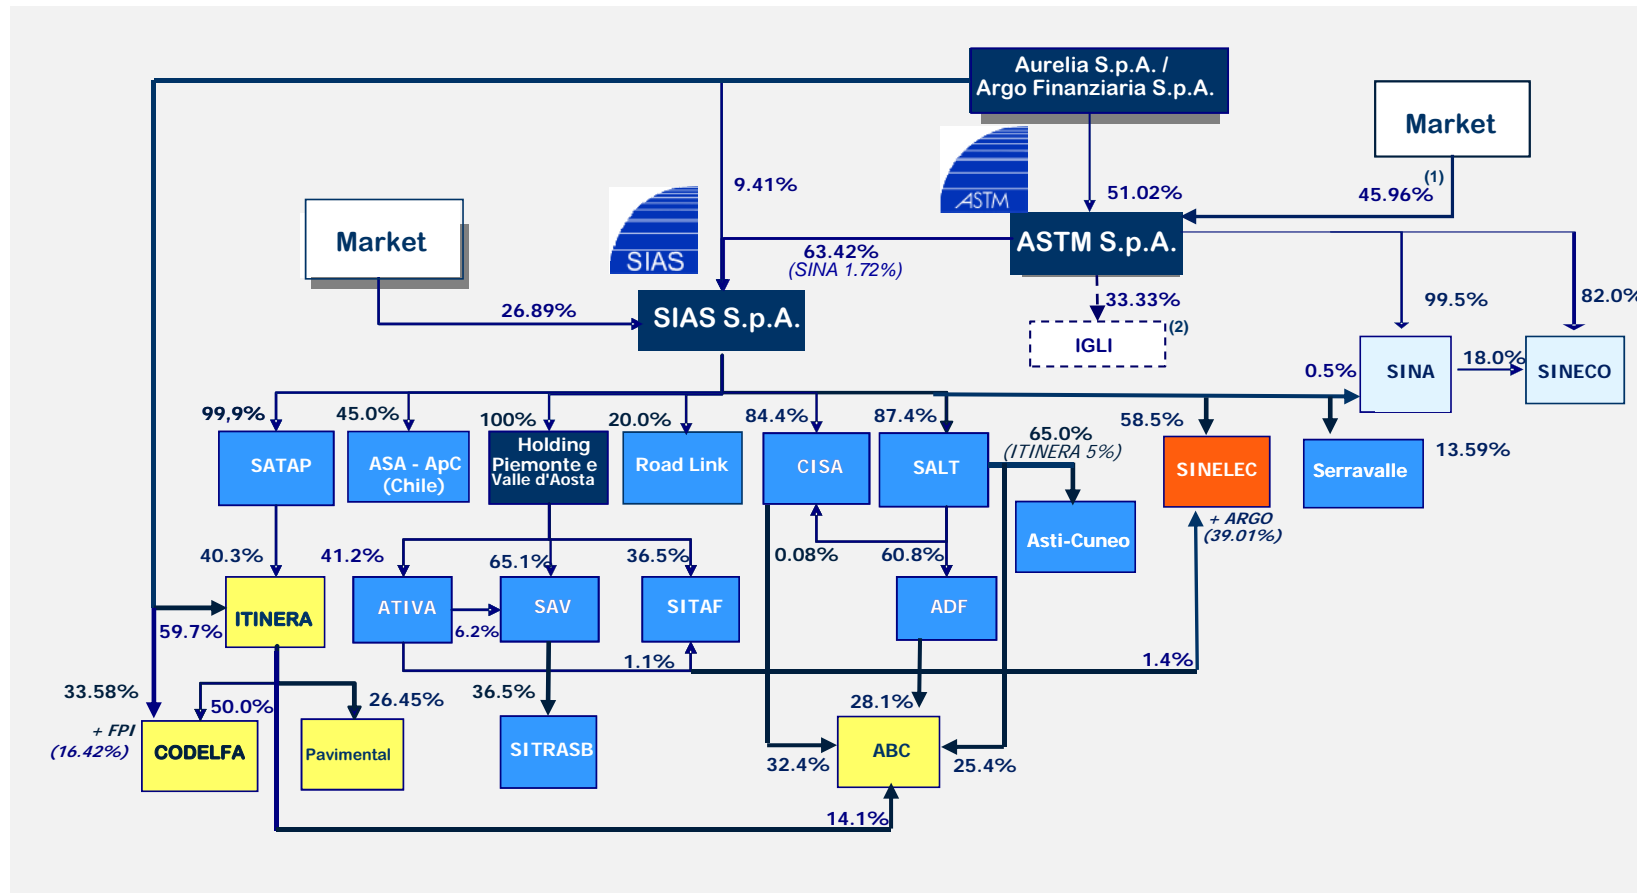 Aurelia S.p.A. /
Argo Finanziaria S.p.A.
Market
(1)
9.41%
51.02%
45.96%
ASTM
Market
SIAS
ASTM S.p.A.
63.42%
(SINA 1.72%)
26.89%
SIAS S.p.A.
33.33%
99.5%
82.0%
(2)
IGLI
0.5%
SINA
18.0%
SINECO
99,9%
45.0%
100%
20.0%
84.4%
87.4%
65.0%
(ITINERA 5%)
58.5%
13.59%
SATAP
ASA - ApC
(Chile)
Holding
Piemonte e
Valle d'Aosta
Road Link
CISA
SALT
SINELEC
Serravalle
+ ARGO
(39.01%)
Asti-Cuneo
40.3%
41.2%
65.1%
36.5%
0.08%
60.8%
ITINERA
ATIVA
SAV
SITAF
ADF
59.7%
6.2%
1.1%
1.4%
33.58%
50.0%
26.45%
36.5%
28.1%
+ FPI
(16.42%)
CODELFA
Pavimental
SITRASB
ABC
32.4%
25.4%
14.1%